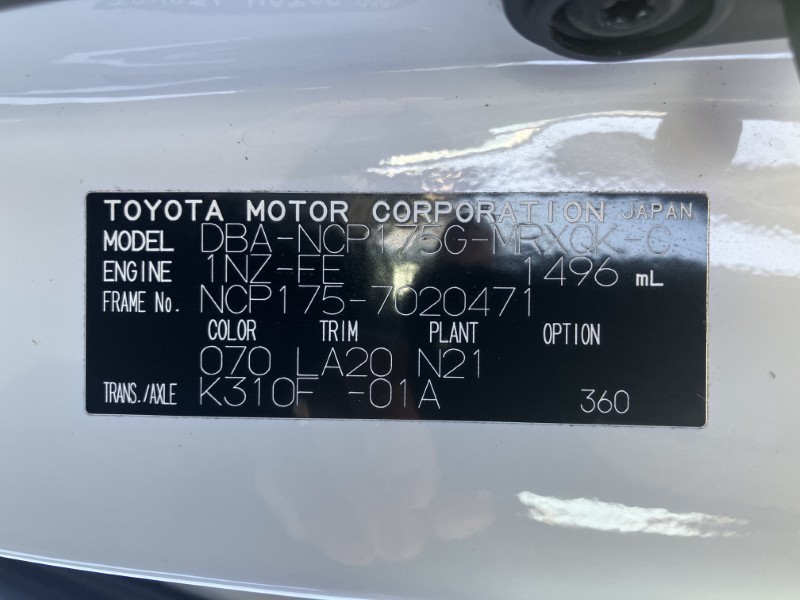 TOYOTA MOTOR CORPORATION JAPAN
MODEL DBA-NCP175G-MRXQK-C
ENGINE 1NZ-FE 1496 mL
FRAME No. NCP175-7020471
COLOR TRIM PLANT OPTION
070 LA20 N21
TRANS./AXLE K310F -01A 360